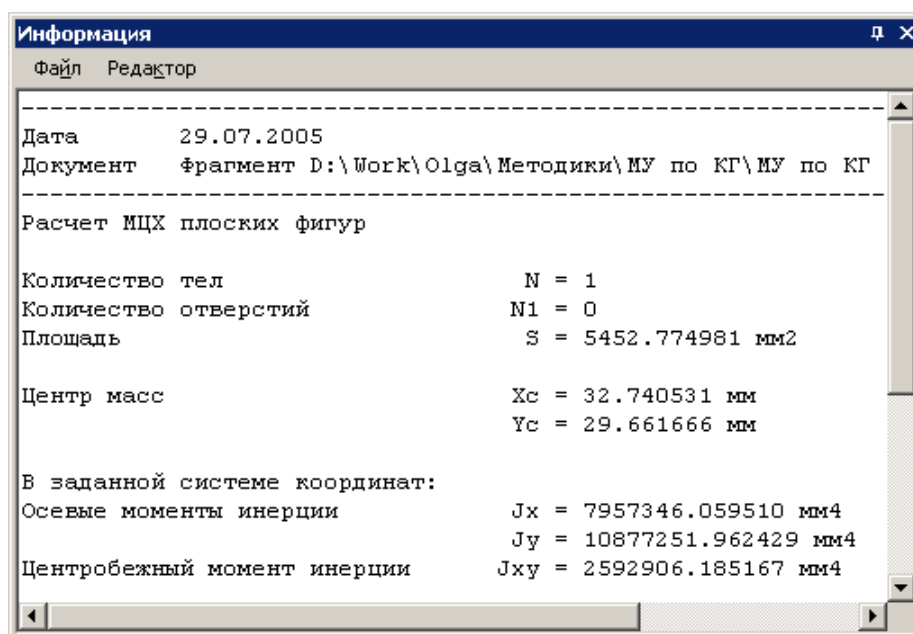 Информация
Файл Редактор
Дата 29.07.2005
Документ Фрагмент D:\Work\Olga\Методики\МУ по КГ\МУ по КГ
Расчет МЦХ плоских фигур
Количество тел N = 1
Количество отверстий N1 = 0
Площадь S = 5452.774981 мм2
Центр масс Xc = 32.740531 мм
Yc = 29.661666 мм
В заданной системе координат:
Осевые моменты инерции Jx = 7957346.059510 мм4
Jy = 10877251.962429 мм4
Центробежный момент инерции Jxy = 2592906.185167 мм4